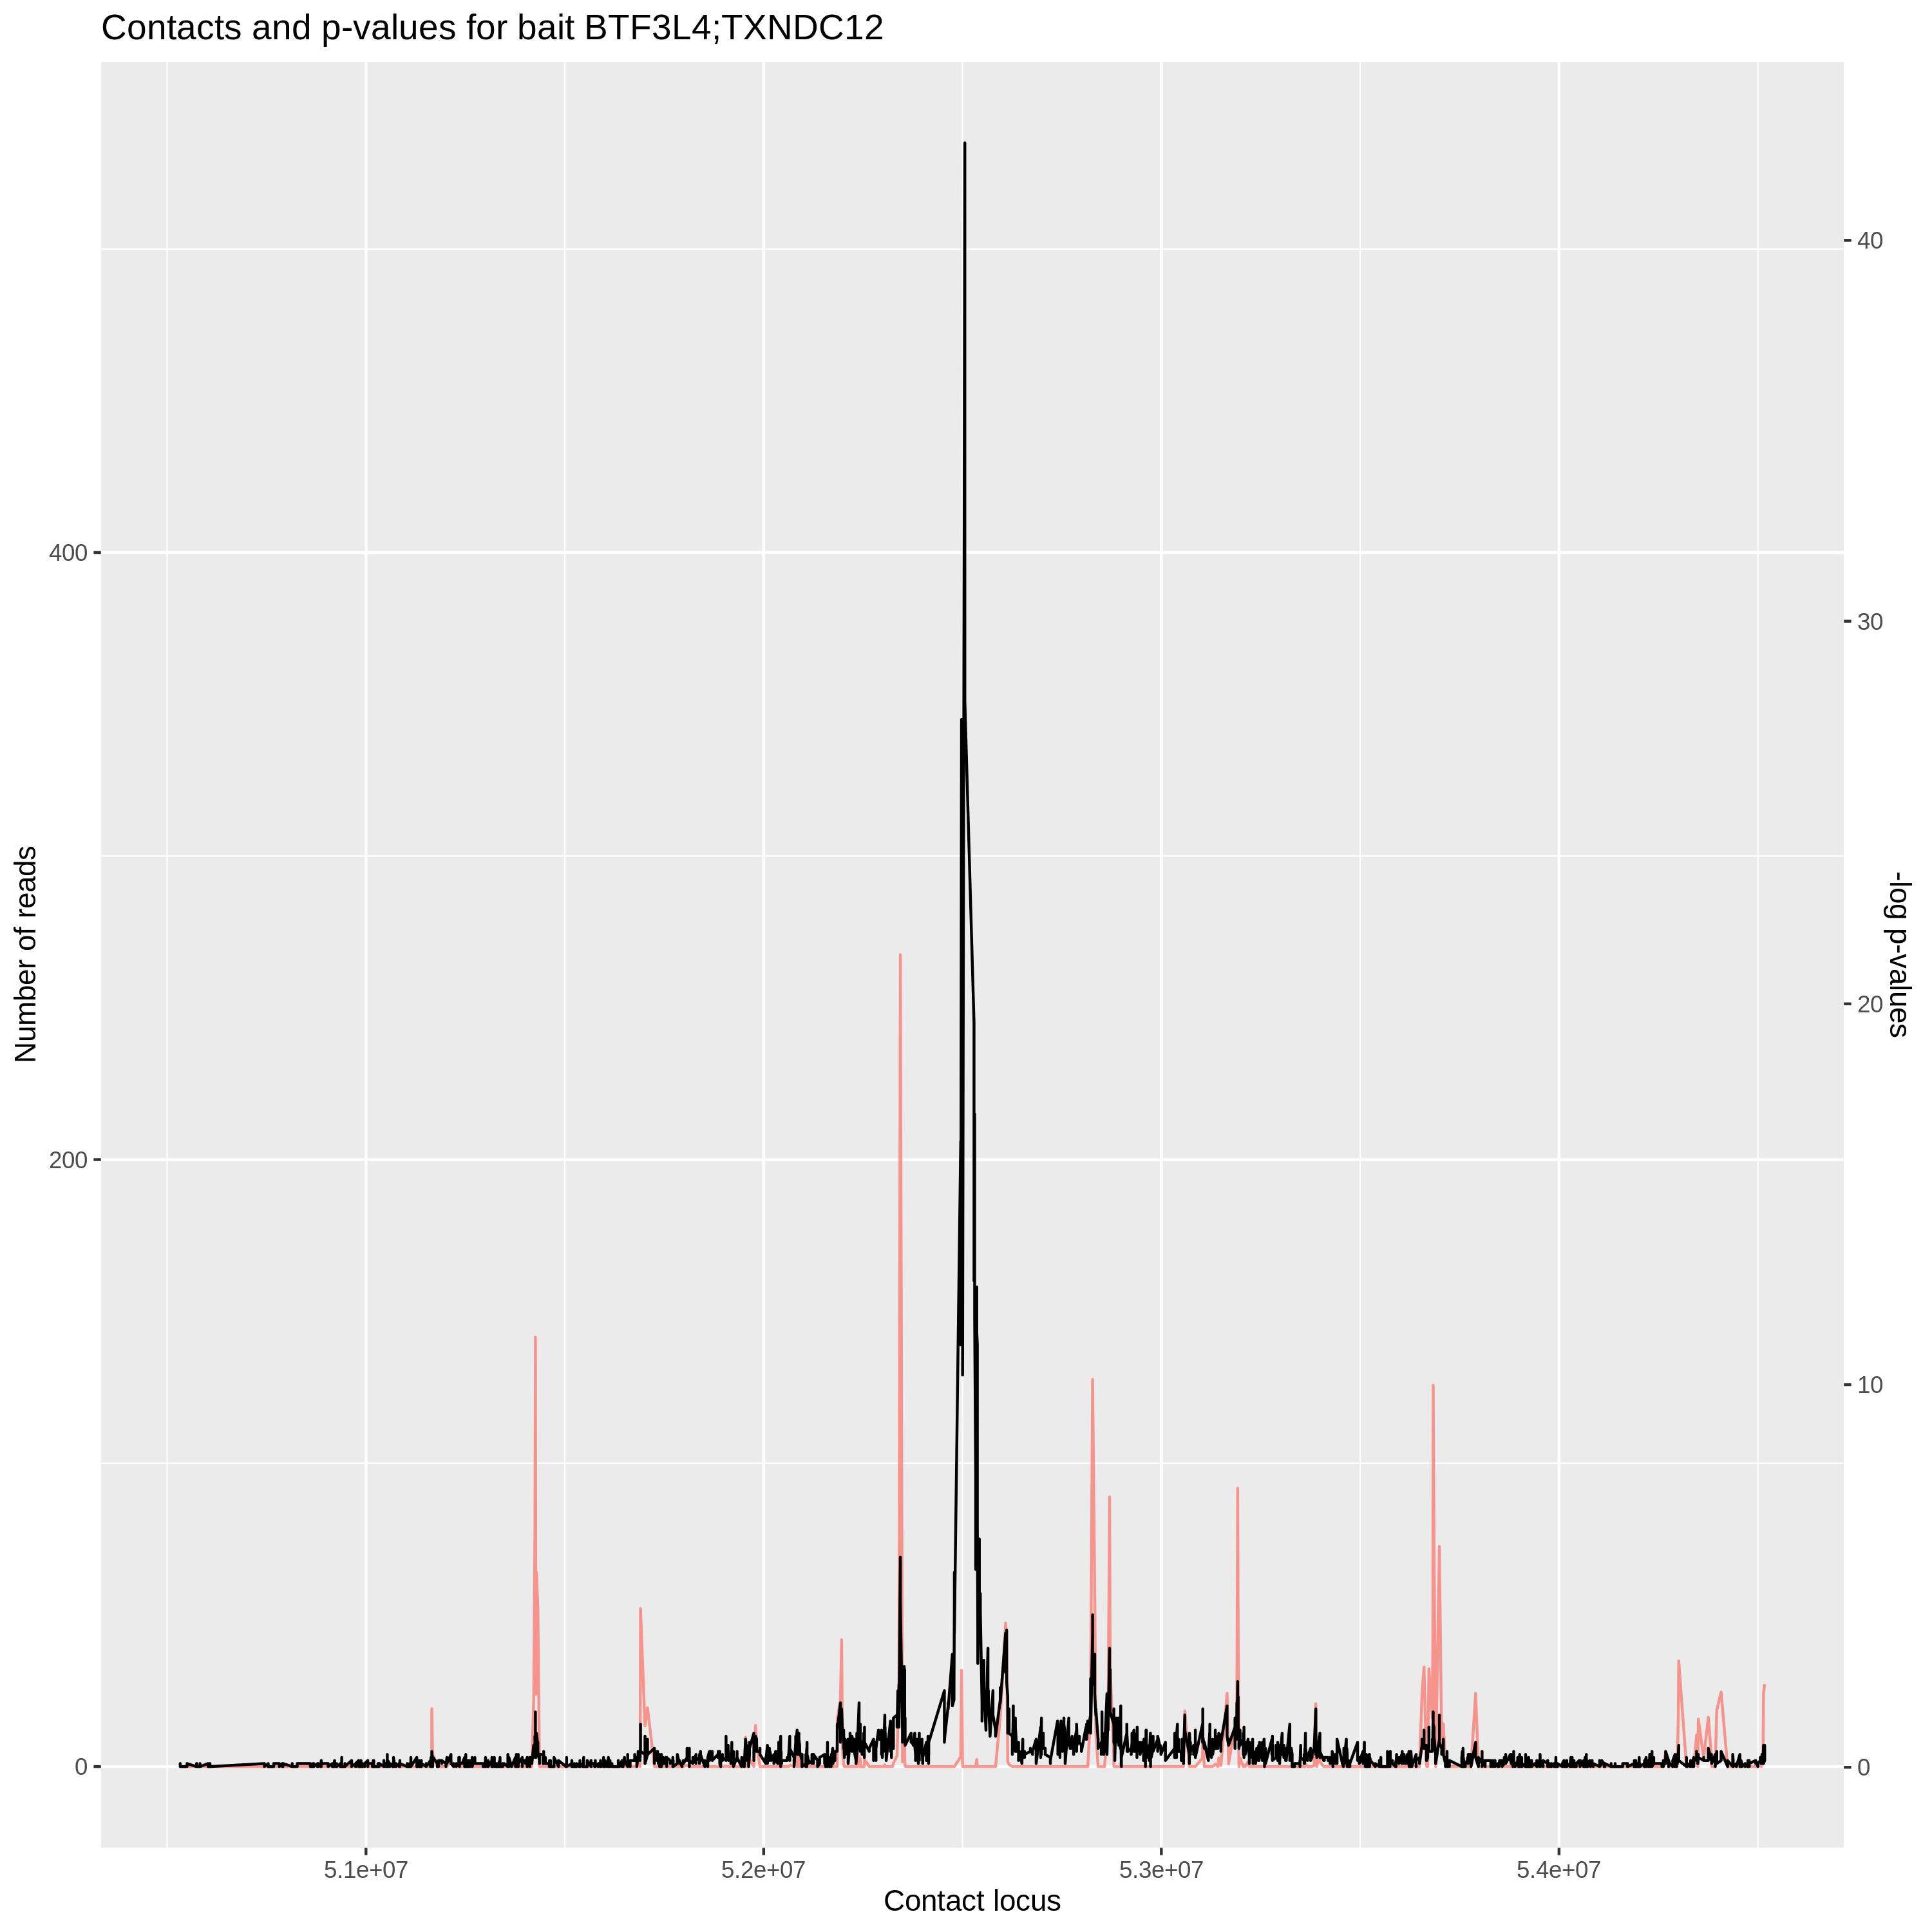 Contacts and p-values for bait BTF3L4;TXNDC12
Number of reads
400
200
0
40
30
20
10
0
-log p-values
5.1e+07
5.2e+07
5.3e+07
5.4e+07
Contact locus